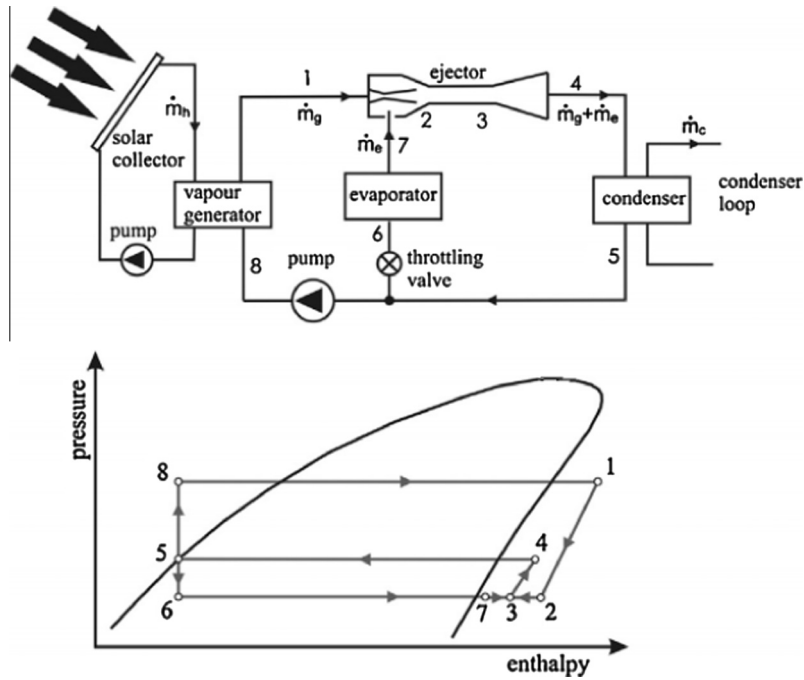 1
ejector
4
ṁh
ṁg
2
3
ṁg+ṁe
ṁc
solar
collector
ṁe
7
vapour
generator
evaporator
condenser
condenser
loop
pump
6
8
pump
throttling
valve
5
pressure
8
1
5
4
6
7
3
2
enthalpy